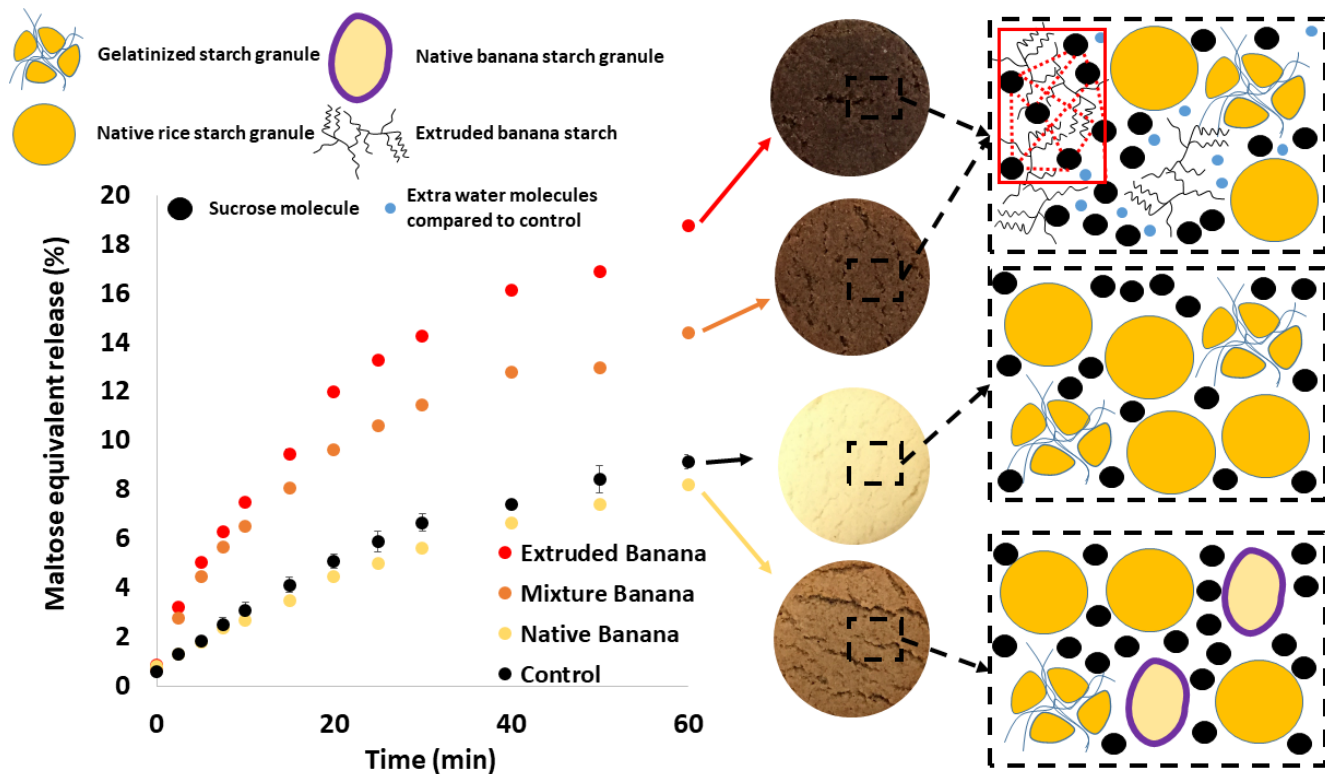 Gelatinized starch granule
Native banana starch granule
Native rice starch granule
Extruded banana starch
Sucrose molecule
Extra water molecules
compared to control
Maltose equivalent release (%)
20
18
16
14
12
10
8
6
4
2
0
Extruded Banana
Mixture Banana
Native Banana
Control
0
20
40
60
Time (min)